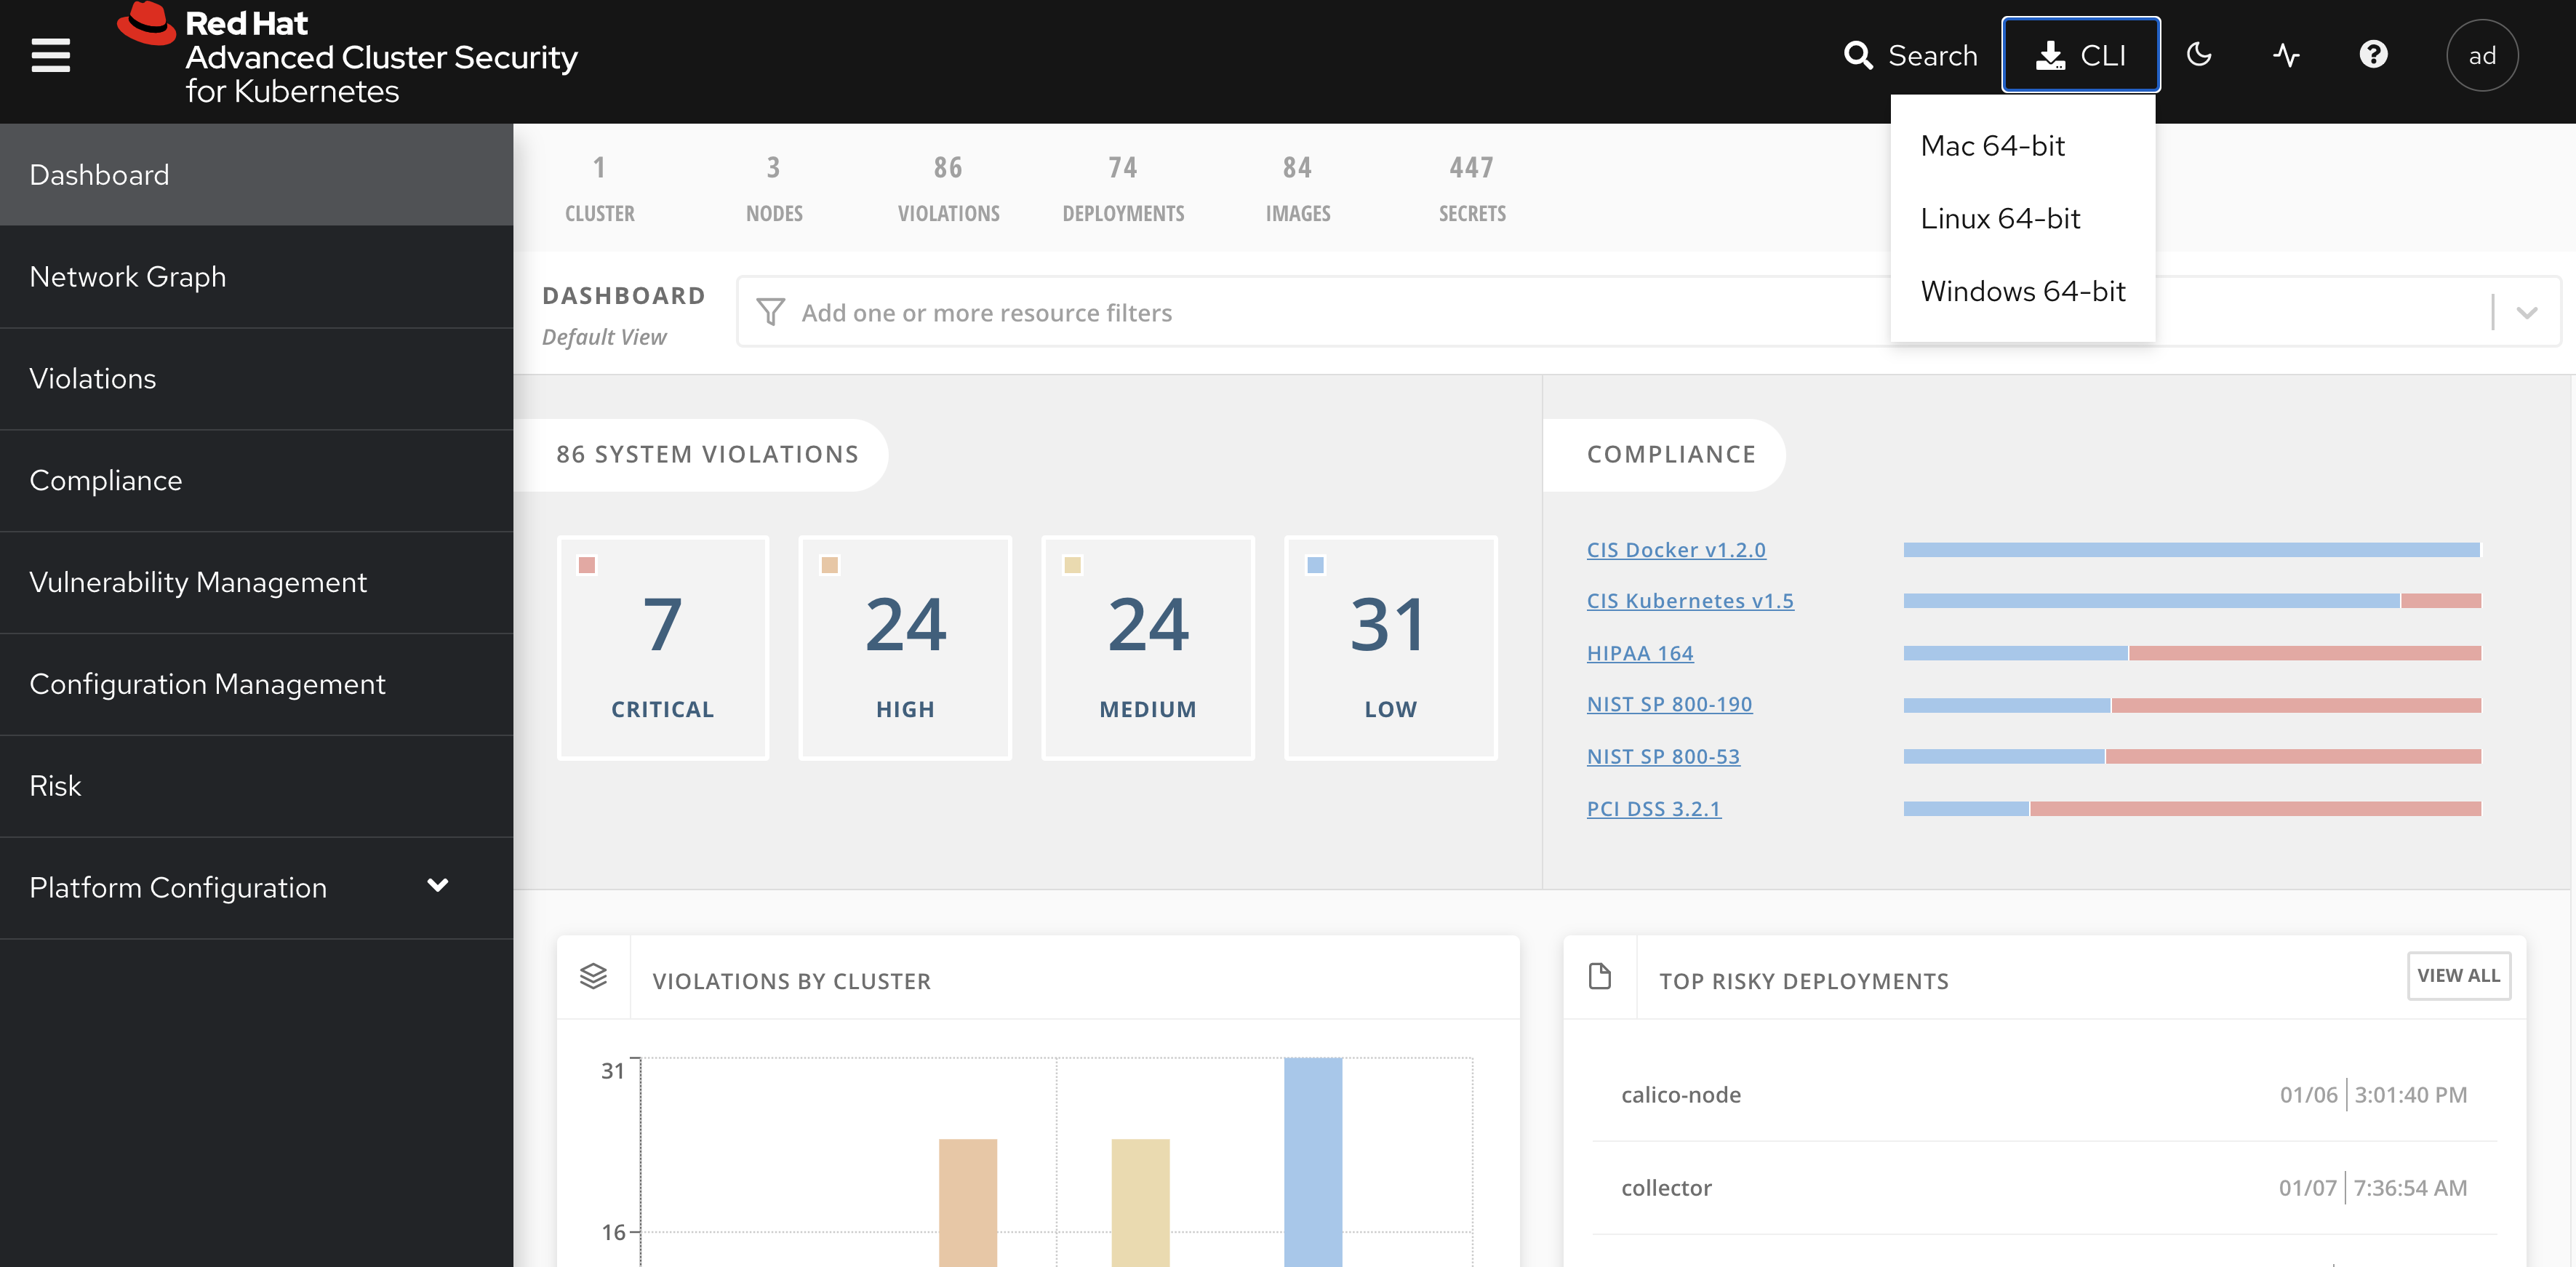 Red Hat
Advanced Cluster Security
for Kubernetes
Search
CLI
ad
Mac 64-bit
Linux 64-bit
Windows 64-bit
Dashboard
Network Graph
Violations
Compliance
Vulnerability Management
Configuration Management
Risk
Platform Configuration
1
CLUSTER
3
NODES
86
VIOLATIONS
74
DEPLOYMENTS
84
IMAGES
447
SECRETS
DASHBOARD
Default View
Add one or more resource filters
86 SYSTEM VIOLATIONS
7
CRITICAL
24
HIGH
24
MEDIUM
31
LOW
COMPLIANCE
CIS Docker v1.2.0
CIS Kubernetes v1.5
HIPAA 164
NIST SP 800-190
NIST SP 800-53
PCI DSS 3.2.1
VIOLATIONS BY CLUSTER
31
16
TOP RISKY DEPLOYMENTS
VIEW ALL
calico-node 01/06 3:01:40 PM
collector 01/07 7:36:54 AM